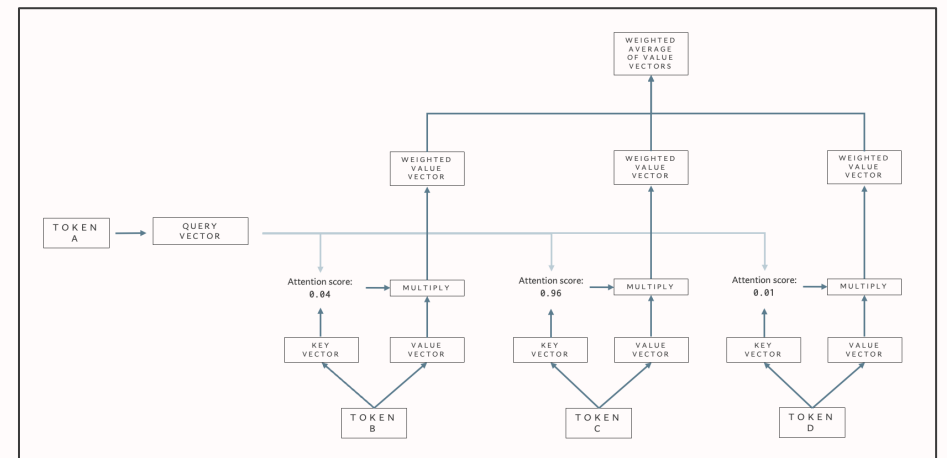 WEIGHTED
AVERAGE
OF VALUE
VECTORS
WEIGHTED
VALUE
VECTOR
WEIGHTED
VALUE
VECTOR
WEIGHTED
VALUE
VECTOR
TOKEN
A
QUERY
VECTOR
Attention score:
0.04
MULTIPLY
Attention score:
0.96
MULTIPLY
Attention score:
0.01
MULTIPLY
KEY
VECTOR
VALUE
VECTOR
KEY
VECTOR
VALUE
VECTOR
KEY
VECTOR
VALUE
VECTOR
TOKEN
B
TOKEN
C
TOKEN
D